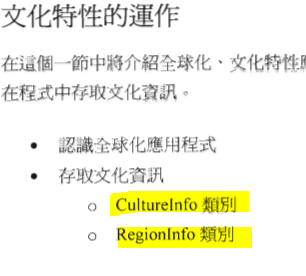 文化特性的運作
在這個一節中將介紹全球化、文化特性
在程式中存取文化資訊。
• 認識全球化應用程式
• 存取文化資訊
○ CultureInfo 類別
○ RegionInfo 類別